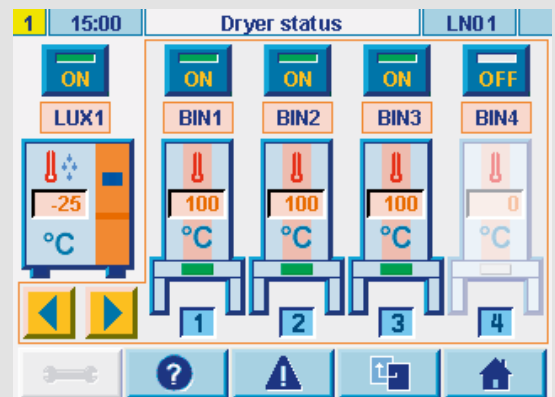 1 15:00 Dryer status LN01
ON ON ON ON OFF
LUX1 BIN1 BIN2 BIN3 BIN4
-25 100 100 100 0
°C °C °C °C °C
1 2 3 4
?